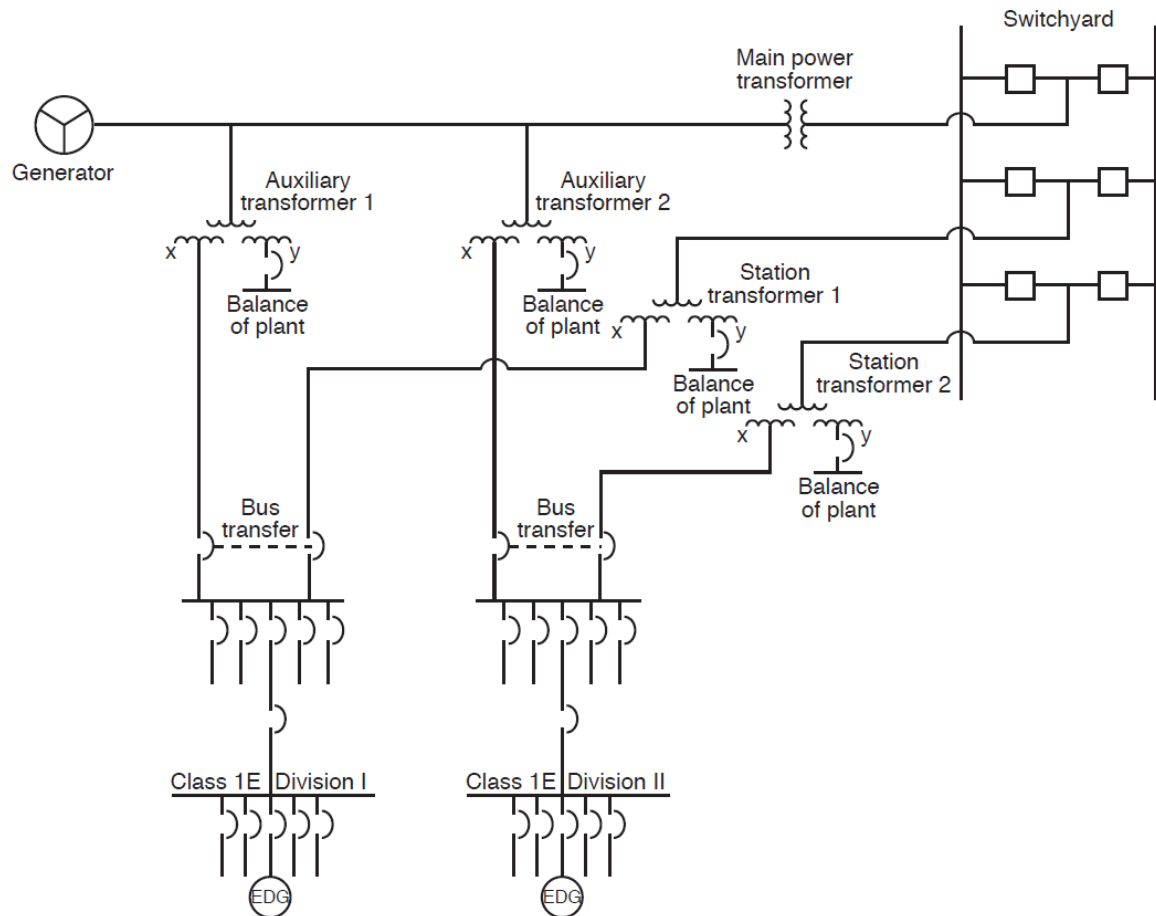 Switchyard
Main power
transformer
Generator
Auxiliary
transformer 1
Auxiliary
transformer 2
x
y
x
y
Balance
of plant
Balance
of plant
Station
transformer 1
x
y
Balance
of plant
Station
transformer 2
x
y
Balance
of plant
Bus
transfer
Bus
transfer
Class 1E Division I
Class 1E Division II
EDG
EDG